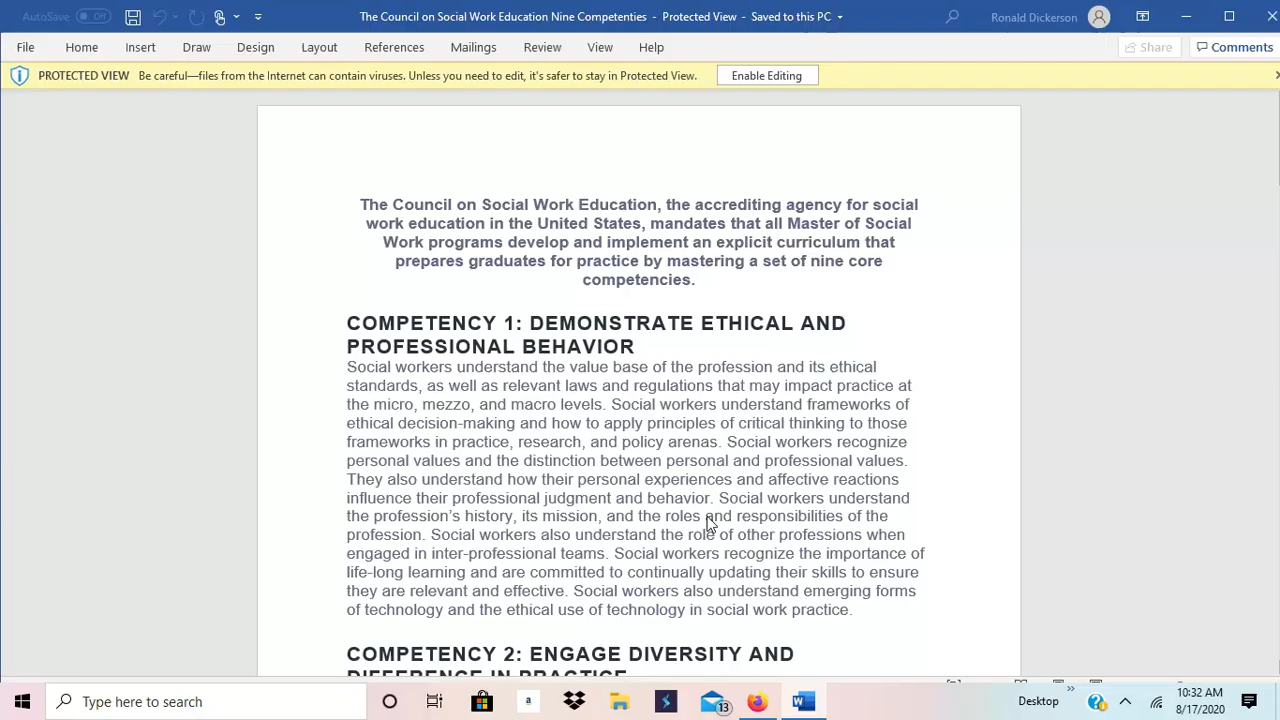 AutoSave Off The Council on Social Work Education Nine Competenties - Protected View - Saved to this PC Ronald Dickerson
File Home Insert Draw Design Layout References Mailings Review View Help Share Comments
PROTECTED VIEW Be careful—files from the Internet can contain viruses. Unless you need to edit, it's safer to stay in Protected View. Enable Editing
The Council on Social Work Education, the accrediting agency for social
work education in the United States, mandates that all Master of Social
Work programs develop and implement an explicit curriculum that
prepares graduates for practice by mastering a set of nine core
competencies.
COMPETENCY 1: DEMONSTRATE ETHICAL AND
PROFESSIONAL BEHAVIOR
Social workers understand the value base of the profession and its ethical
standards, as well as relevant laws and regulations that may impact practice at
the micro, mezzo, and macro levels. Social workers understand frameworks of
ethical decision-making and how to apply principles of critical thinking to those
frameworks in practice, research, and policy arenas. Social workers recognize
personal values and the distinction between personal and professional values.
They also understand how their personal experiences and affective reactions
influence their professional judgment and behavior. Social workers understand
the profession's history, its mission, and the roles and responsibilities of the
profession. Social workers also understand the role of other professions when
engaged in inter-professional teams. Social workers recognize the importance of
life-long learning and are committed to continually updating their skills to ensure
they are relevant and effective. Social workers also understand emerging forms
of technology and the ethical use of technology in social work practice.
COMPETENCY 2: ENGAGE DIVERSITY AND
DIFFERENCE IN PRACTICE
Type here to search a 13 Desktop 10:32 AM
8/17/2020